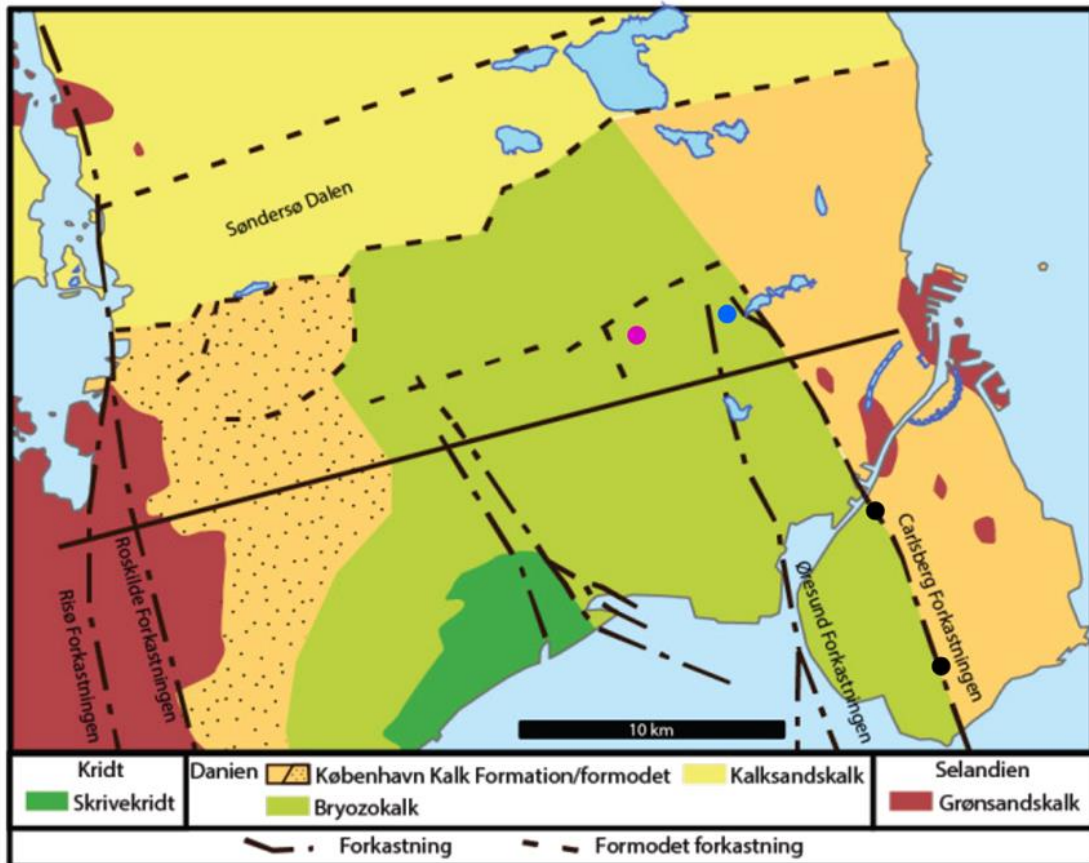 Søndersø Dalen
Roskilde Forkastningen
Risø Forkastningen
Øresund Forkastningen
Carlsberg Forkastningen
10 km
Kridt
Skrivekridt
Danien
København Kalk Formation/formodet
Kalksandskalk
Bryozokalk
Selandien
Grønsandskalk
Forkastning
Formodet forkastning